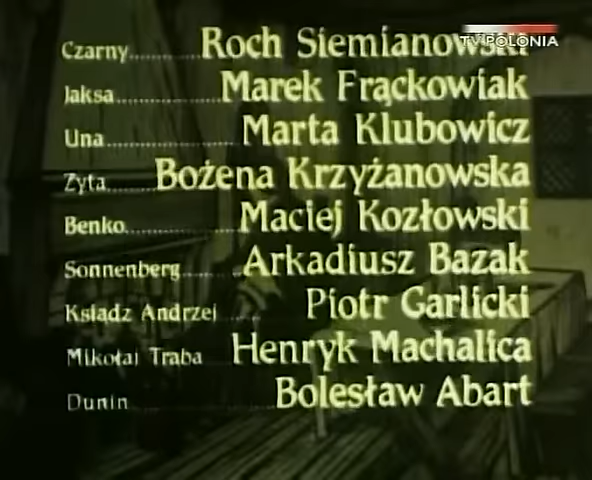 TV POLONIA
Czarny.......... Roch Siemianowski
Jaksa............... Marek Frąckowiak
Una.................. Marta Klubowicz
Zyta....... Bożena Krzyżanowska
Benko............... Maciej Kozłowski
Sonnenberg......... Arkadiusz Bazak
Ksiądz Andrzej .... Piotr Garlicki
Mikołaj Traba Henryk Machalica
Dunin .................. Bolesław Abart